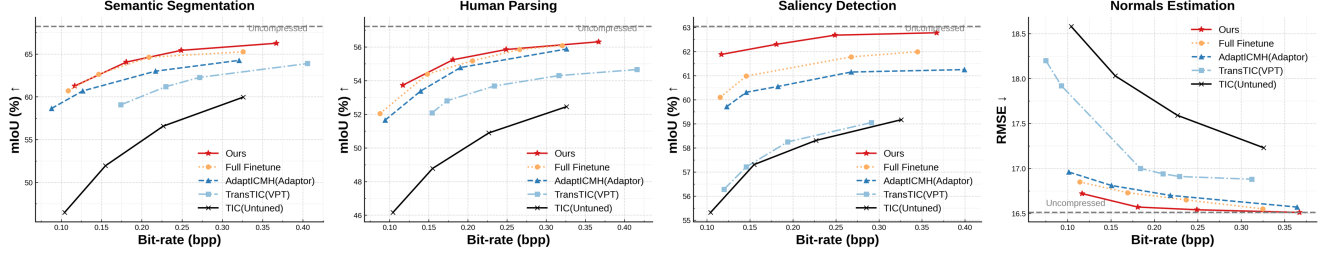 Semantic Segmentation
Uncompressed
mIoU (%) ↑
65
60
55
50
Ours
Full Finetune
AdaptICMH(Adaptor)
TransTIC(VPT)
TIC(Untuned)
0.10 0.15 0.20 0.25 0.30 0.35 0.40
Bit-rate (bpp)
Human Parsing
Uncompressed
mIoU (%) ↑
56
54
52
50
48
46
Ours
Full Finetune
AdaptICMH(Adaptor)
TransTIC(VPT)
TIC(Untuned)
0.10 0.15 0.20 0.25 0.30 0.35 0.40
Bit-rate (bpp)
Saliency Detection
Uncompressed
mIoU (%) ↑
63
62
61
60
59
58
57
56
55
Ours
Full Finetune
AdaptICMH(Adaptor)
TransTIC(VPT)
TIC(Untuned)
0.10 0.15 0.20 0.25 0.30 0.35 0.40
Bit-rate (bpp)
Normals Estimation
RMSE ↓
18.5
18.0
17.5
17.0
16.5
Ours
Full Finetune
AdaptICMH(Adaptor)
TransTIC(VPT)
TIC(Untuned)
Uncompressed
0.10 0.15 0.20 0.25 0.30 0.35
Bit-rate (bpp)